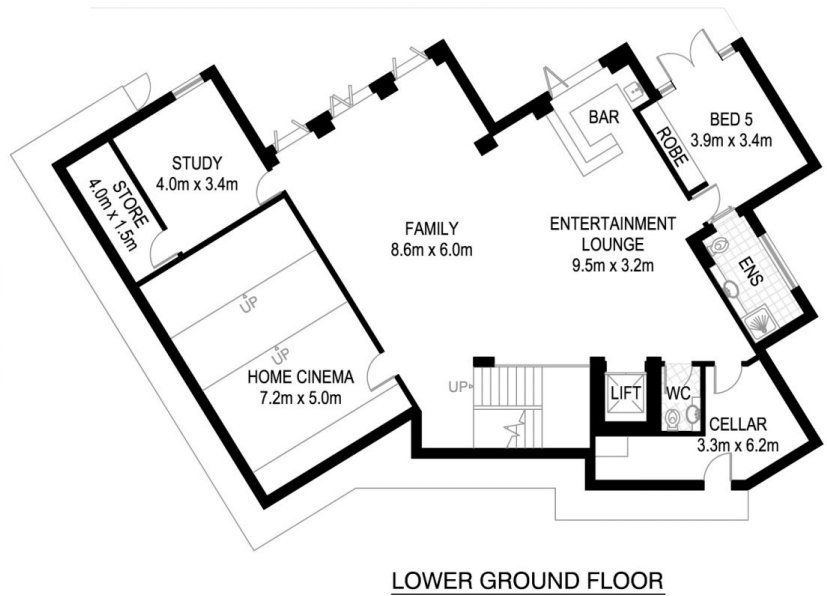 BAR
BED 5
3.9m x 3.4m
ROBE
STUDY
4.0m x 3.4m
STORE
4.0m x 1.5m
FAMILY
8.6m x 6.0m
ENTERTAINMENT
LOUNGE
9.5m x 3.2m
ENS
UP
UP
HOME CINEMA
7.2m x 5.0m
UP
LIFT
WC
CELLAR
3.3m x 6.2m
LOWER GROUND FLOOR